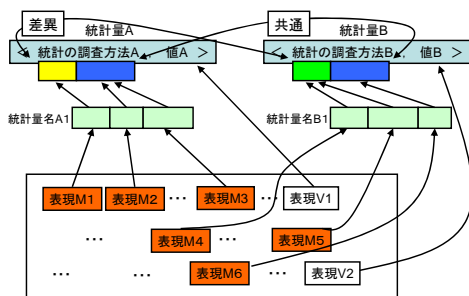 差異 統計量A 共通 統計量B
< 統計の調査方法A, 値A > < 統計の調査方法B, 値B >
統計量名A1 統計量名B1
表現M1 表現M2 … 表現M3 … 表現V1
… 表現M4 … 表現M5
… … 表現M6 … 表現V2